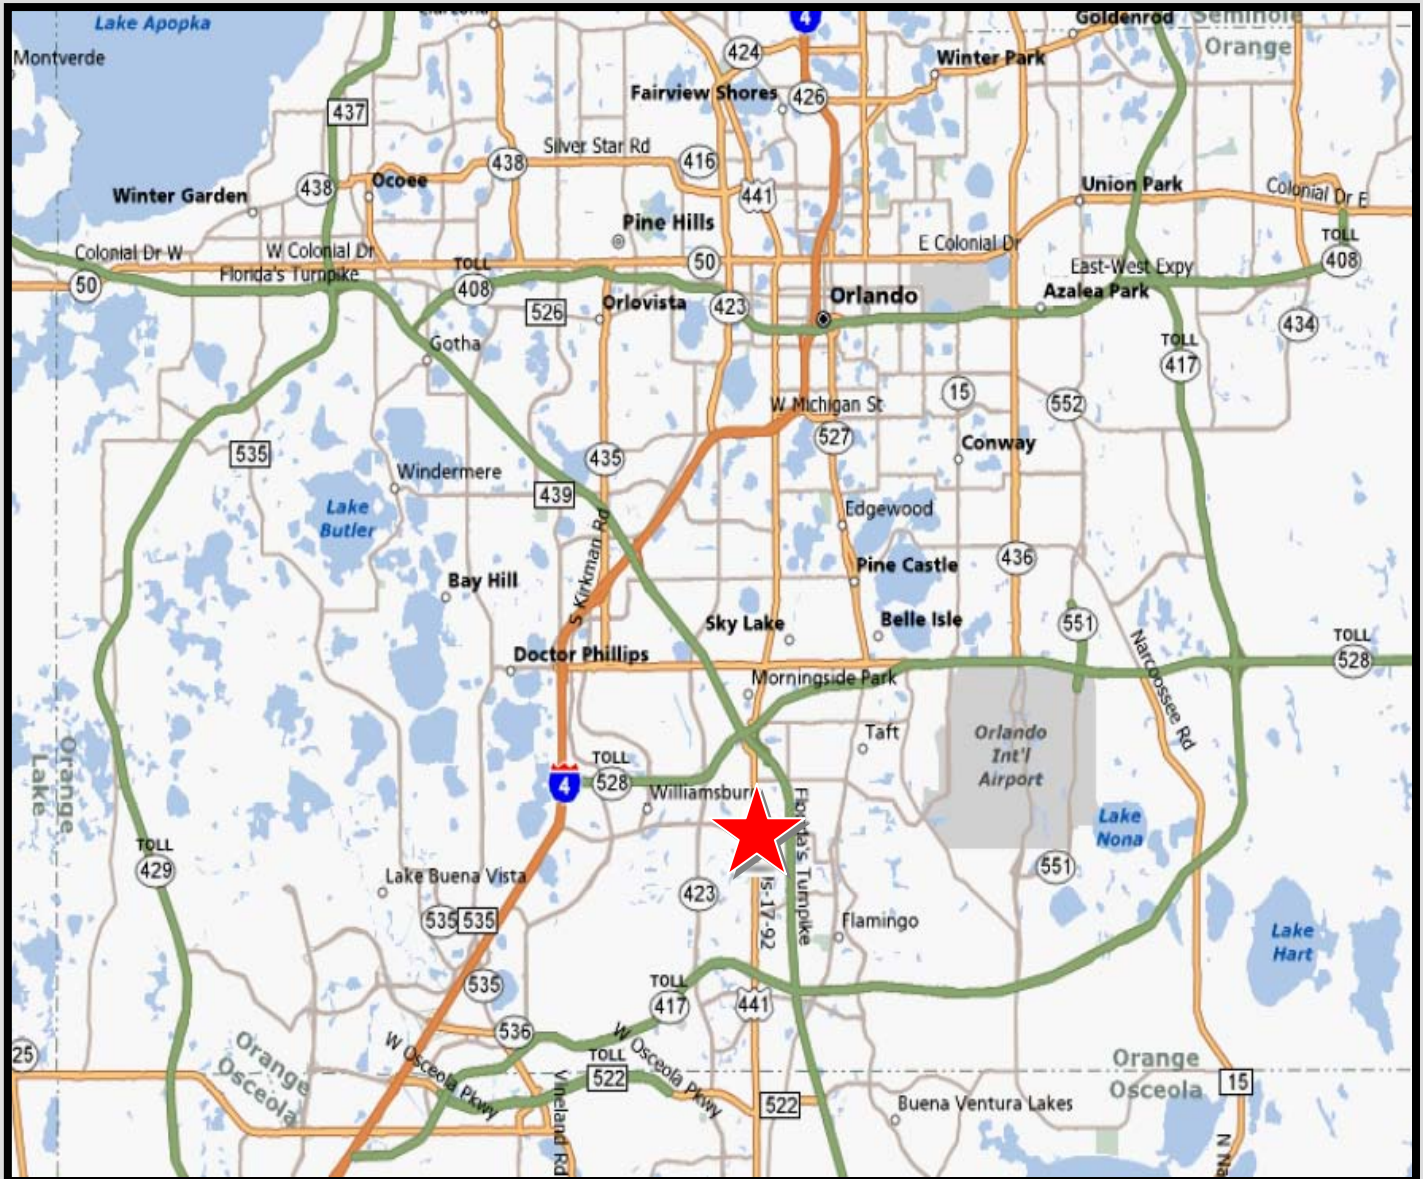 Lake Apopka
4
Goldenrod
Seminole
Orange
Montverde
424
Winter Park
Fairview Shores
426
437
Silver Star Rd
438
416
438
Ocoee
441
Union Park
Colonial Dr E
Winter Garden
Pine Hills
Colonial Dr W
W Colonial Dr
E Colonial Dr
TOLL
408
50
Florida's Turnpike
TOLL
408
50
East-West Expy
Azalea Park
526
Orlovista
423
Orlando
434
Gotha
TOLL
417
15
552
W Michigan St
527
Conway
535
435
Windermere
439
Lake
Butler
Edgewood
S Kirkman Rd
436
Pine Castle
Bay Hill
Sky Lake
Belle Isle
551
Narcoossee Rd
TOLL
528
Doctor Phillips
Morningside Park
Taft
Orlando
Int'l
Airport
Orange
Lake
TOLL
528
4
Williamsburg
Florida's Turnpike
Lake
Nona
TOLL
429
Lake Buena Vista
423
551
535
535
Us-17-92
Flamingo
Lake
Hart
535
TOLL
417
441
536
W Osceola Pkwy
W Osceola Pkwy
25
Orange
Osceola
TOLL
522
Orange
Osceola
15
522
Vineland Rd
Buena Ventura Lakes